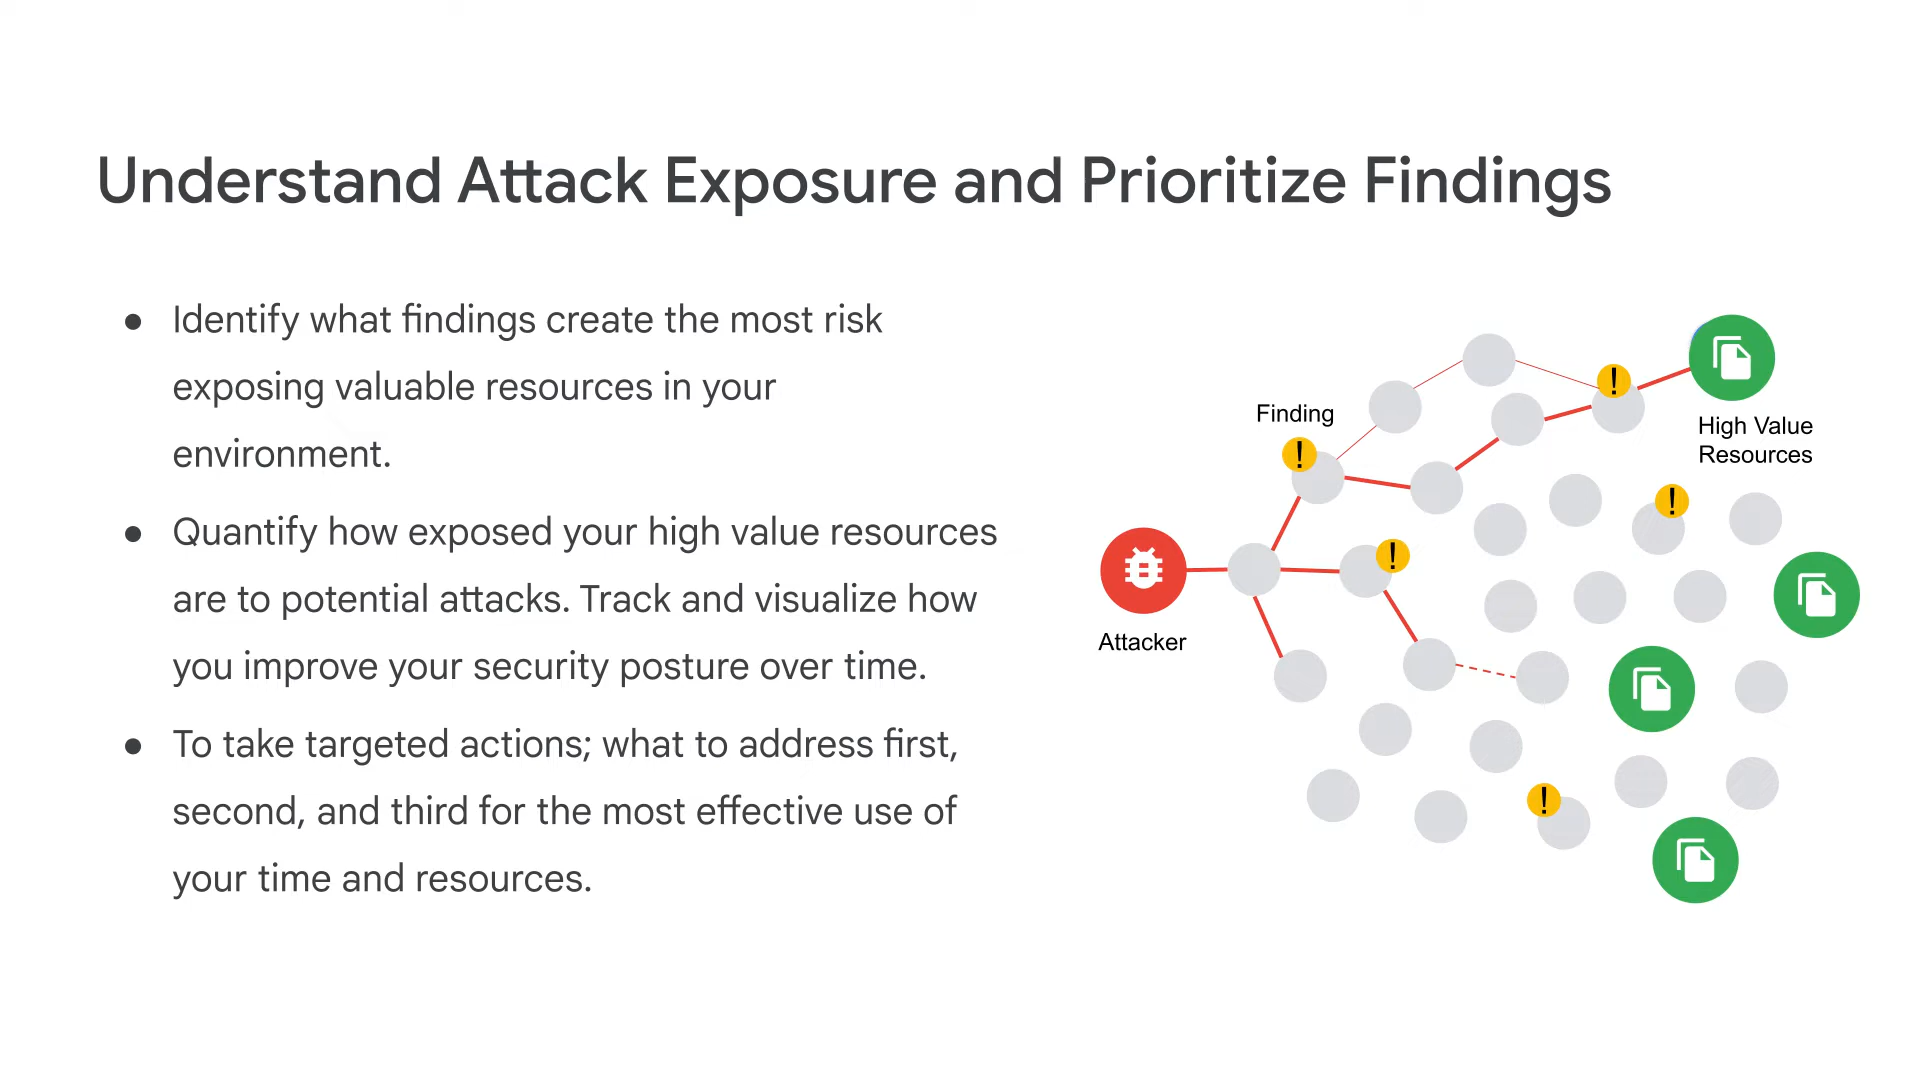 Understand Attack Exposure and Prioritize Findings
● Identify what findings create the most risk
exposing valuable resources in your
environment.
● Quantify how exposed your high value resources
are to potential attacks. Track and visualize how
you improve your security posture over time.
● To take targeted actions; what to address first,
second, and third for the most effective use of
your time and resources.
Finding
!
!
High Value
Resources
!
!
Attacker
!